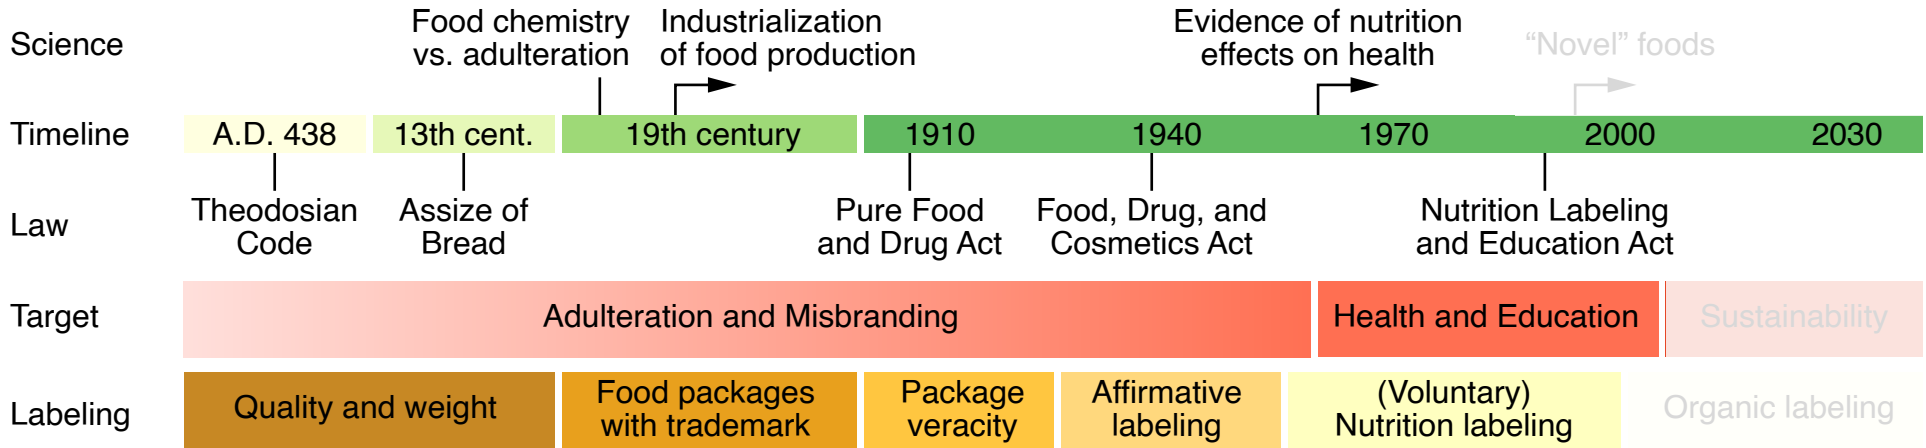 Science
Food chemistry
vs. adulteration
Industrialization
of food production
Evidence of nutrition
effects on health
“Novel” foods
Timeline
A.D. 438
13th cent.
19th century
1910
1940
1970
2000
2030
Law
Theodosian
Code
Assize of
Bread
Pure Food
and Drug Act
Food, Drug, and
Cosmetics Act
Nutrition Labeling
and Education Act
Target
Adulteration and Misbranding
Health and Education
Sustainability
Labeling
Quality and weight
Food packages
with trademark
Package
veracity
Affirmative
labeling
(Voluntary)
Nutrition labeling
Organic labeling